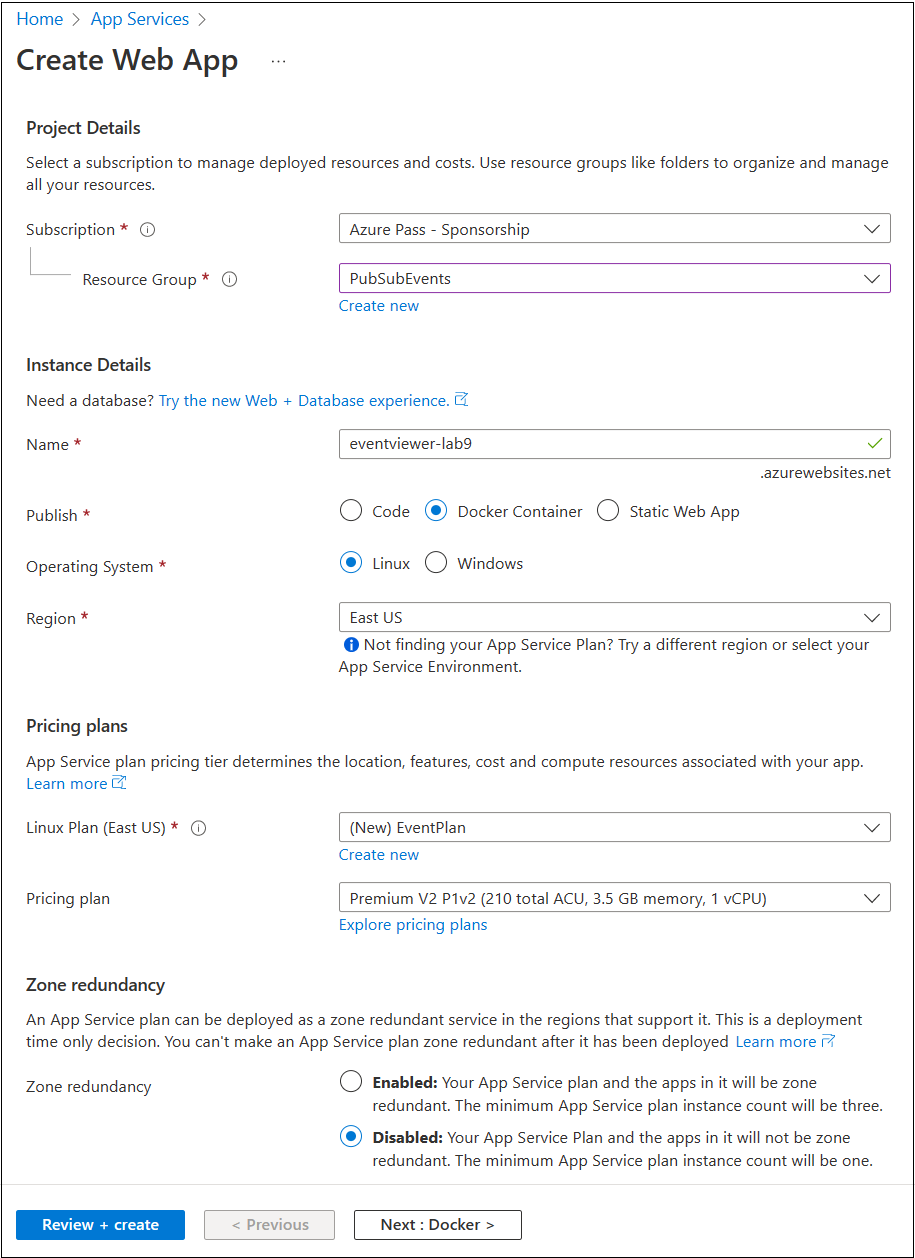 Home > App Services >
Create Web App ...
Project Details
Select a subscription to manage deployed resources and costs. Use resource groups like folders to organize and manage
all your resources.
Subscription *
Azure Pass - Sponsorship
Resource Group *
PubSubEvents
Create new
Instance Details
Need a database? Try the new Web + Database experience.
Name *
eventviewer-lab9
.azurewebsites.net
Publish *
Code
Docker Container
Static Web App
Operating System *
Linux
Windows
Region *
East US
Not finding your App Service Plan? Try a different region or select your
App Service Environment.
Pricing plans
App Service plan pricing tier determines the location, features, cost and compute resources associated with your app.
Learn more
Linux Plan (East US) *
(New) EventPlan
Create new
Pricing plan
Premium V2 P1v2 (210 total ACU, 3.5 GB memory, 1 vCPU)
Explore pricing plans
Zone redundancy
An App Service plan can be deployed as a zone redundant service in the regions that support it. This is a deployment
time only decision. You can't make an App Service plan zone redundant after it has been deployed Learn more
Zone redundancy
Enabled: Your App Service plan and the apps in it will be zone
redundant. The minimum App Service plan instance count will be three.
Disabled: Your App Service Plan and the apps in it will not be zone
redundant. The minimum App Service plan instance count will be one.
Review + create
< Previous
Next : Docker >